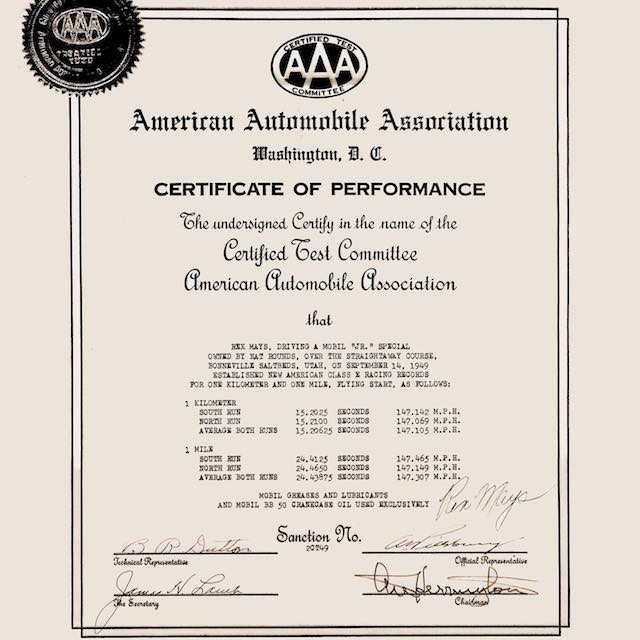 CERTIFIED TEST
AAA
COMMITTEE
AAA
American Automobile Association
Washington, D. C.
CERTIFICATE OF PERFORMANCE
The undersigned Certify in the name of the
Certified Test Committee
American Automobile Association
that
REX MAYS, DRIVING A MOBIL "JR." SPECIAL
OWNED BY NAT ROUNDS, OVER THE STRAIGHTAWAY COURSE,
BONNEVILLE SALTBEDS, UTAH, ON SEPTEMBER 14, 1949
ESTABLISHED NEW AMERICAN CLASS E RACING RECORDS
FOR ONE KILOMETER AND ONE MILE, FLYING START, AS FOLLOWS:
1 KILOMETER
SOUTH RUN 15.2025 SECONDS 147.142 M.P.H.
NORTH RUN 15.2100 SECONDS 147.069 M.P.H.
AVERAGE BOTH RUNS 15.20625 SECONDS 147.105 M.P.H.
1 MILE
SOUTH RUN 24.4125 SECONDS 147.465 M.P.H.
NORTH RUN 24.4650 SECONDS 147.149 M.P.H.
AVERAGE BOTH RUNS 24.43875 SECONDS 147.307 M.P.H.
MOBIL GREASES AND LUBRICANTS
AND MOBIL BB 50 CRANKCASE OIL USED EXCLUSIVELY
Rex Mays
Sanction No.
20749
B R Dutton
Technical Representative
Official Representative
James H. Lamb
The Secretary
Chairman